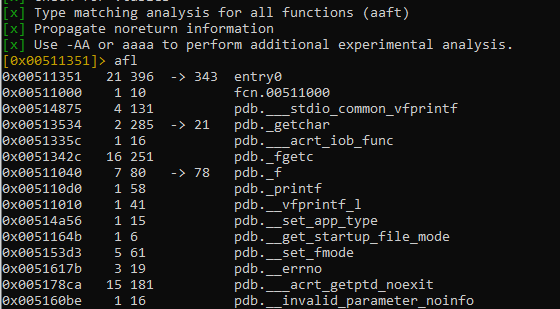 [x] Type matching analysis for all functions (aaft)
[x] Propagate noreturn information
[x] Use -AA or aaaa to perform additional experimental analysis.
[0x00511351]> afl
0x00511351   21 396  -> 343  entry0
0x00511000    1 10           fcn.00511000
0x00514875    4 131          pdb.___stdio_common_vfprintf
0x00513534    2 285  -> 21   pdb._getchar
0x0051335c    1 16           pdb.___acrt_iob_func
0x0051342c   16 251          pdb._fgetc
0x00511040    7 80   -> 78   pdb._f
0x005110d0    1 58           pdb._printf
0x00511010    1 41           pdb.__vfprintf_l
0x00514a56    1 15           pdb.__set_app_type
0x0051164b    1 6            pdb.__get_startup_file_mode
0x005153d3    5 61           pdb.__set_fmode
0x0051617b    3 19           pdb.__errno
0x005178ca   15 181          pdb.___acrt_getptd_noexit
0x005160be    1 16           pdb.__invalid_parameter_noinfo